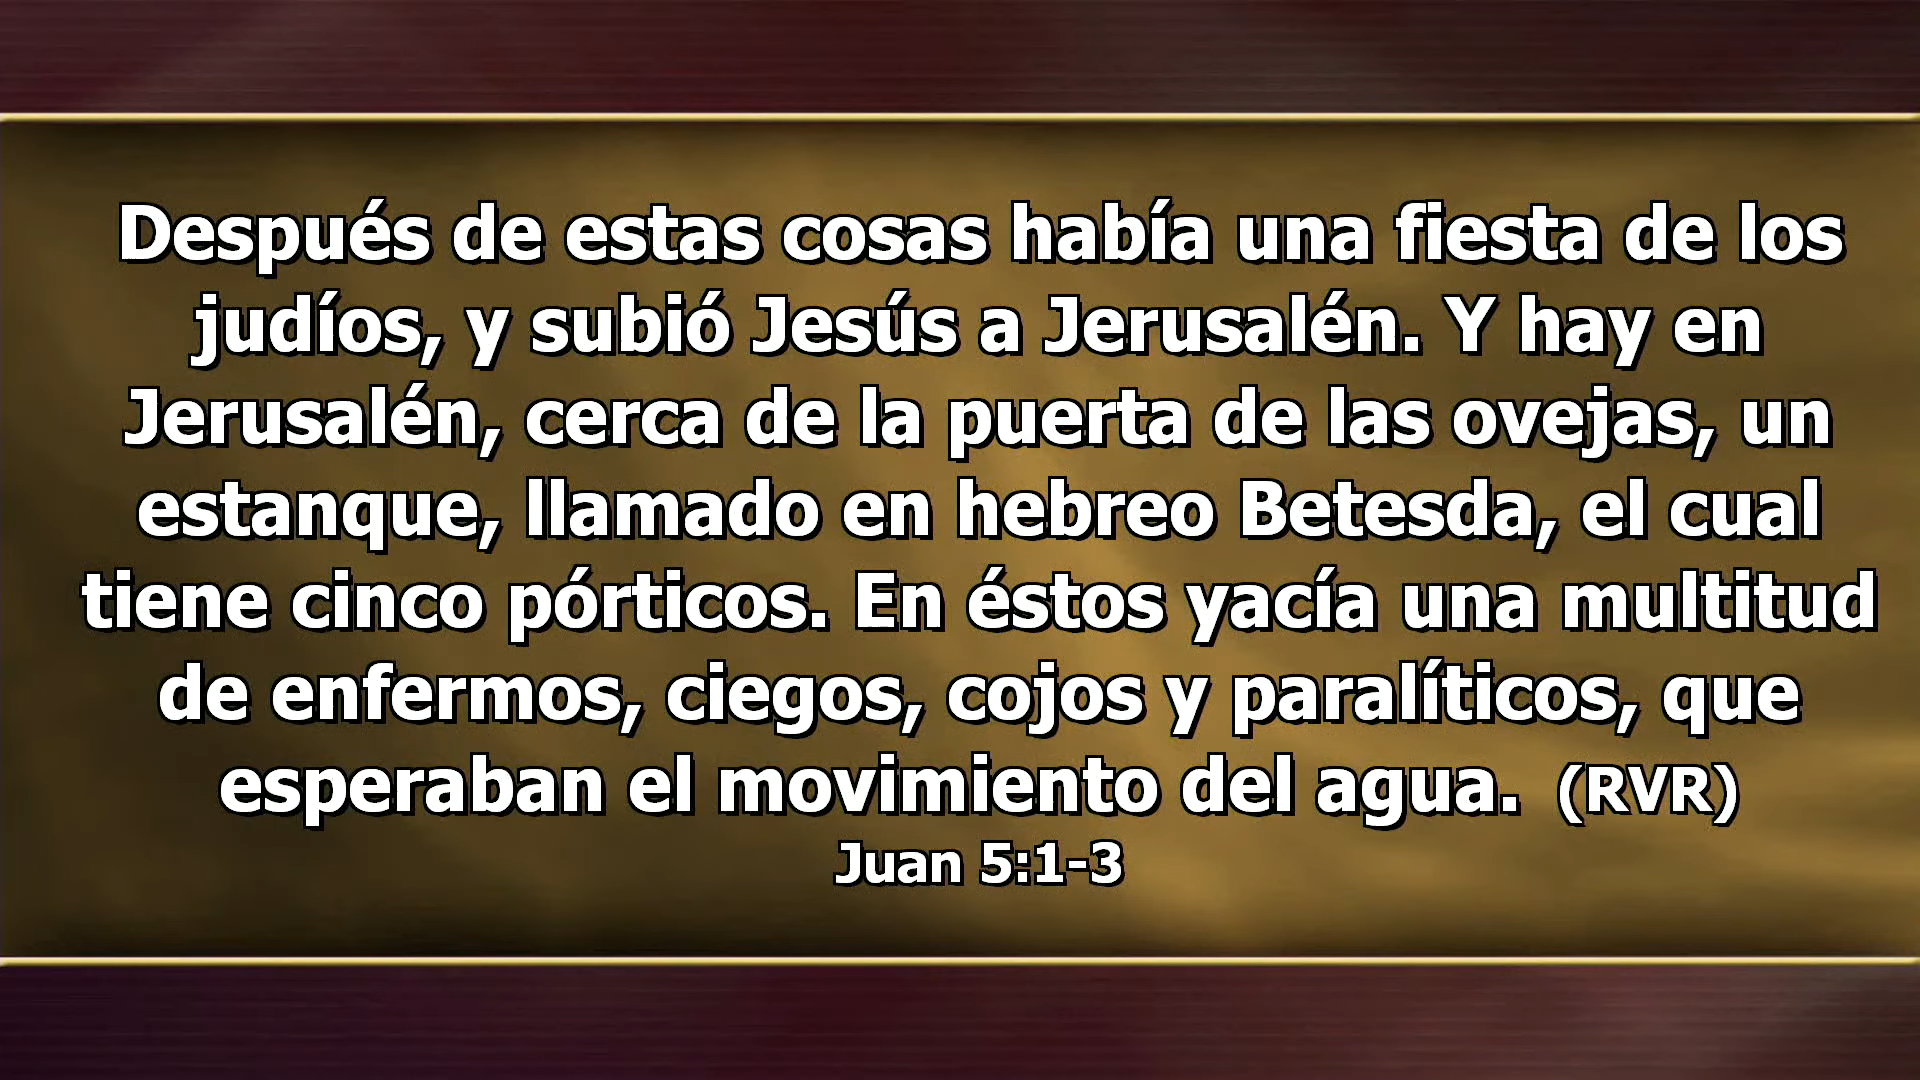 Después de estas cosas había una fiesta de los
judíos, y subió Jesús a Jerusalén. Y hay en
Jerusalén, cerca de la puerta de las ovejas, un
estanque, llamado en hebreo Betesda, el cual
tiene cinco pórticos. En éstos yacía una multitud
de enfermos, ciegos, cojos y paralíticos, que
esperaban el movimiento del agua. (RVR)
Juan 5:1-3